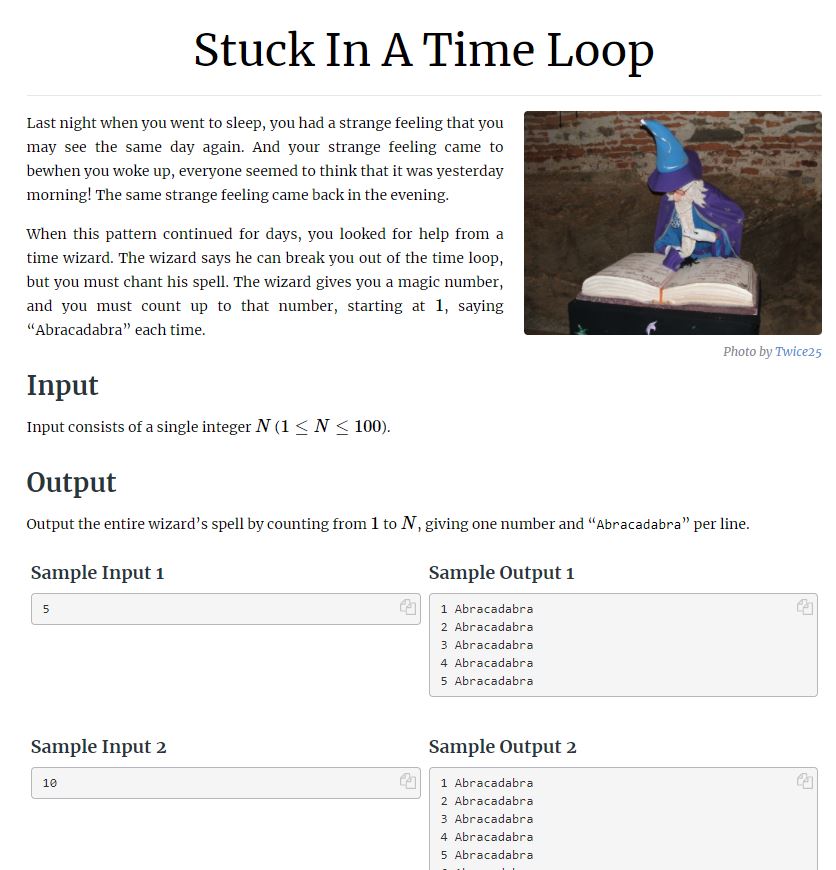 Stuck In A Time Loop
Last night when you went to sleep, you had a strange feeling that you
may see the same day again. And your strange feeling came to
bewhen you woke up, everyone seemed to think that it was yesterday
morning! The same strange feeling came back in the evening.
When this pattern continued for days, you looked for help from a
time wizard. The wizard says he can break you out of the time loop,
but you must chant his spell. The wizard gives you a magic number,
and you must count up to that number, starting at 1, saying
“Abracadabra” each time.
Photo by Twice25
Input
Input consists of a single integer N (1 ≤ N ≤ 100).
Output
Output the entire wizard’s spell by counting from 1 to N, giving one number and “Abracadabra” per line.
Sample Input 1
5
Sample Output 1
1 Abracadabra
2 Abracadabra
3 Abracadabra
4 Abracadabra
5 Abracadabra
Sample Input 2
10
Sample Output 2
1 Abracadabra
2 Abracadabra
3 Abracadabra
4 Abracadabra
5 Abracadabra